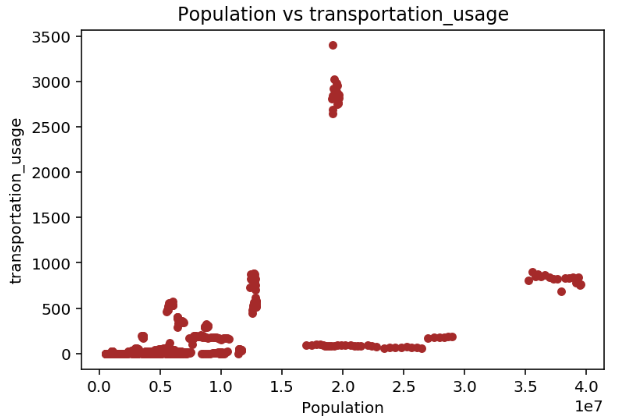 Population vs transportation_usage
3500
3000
2500
2000
1500
1000
500
0
transportation_usage
0.0 0.5 1.0 1.5 2.0 2.5 3.0 3.5 4.0
1e7
Population